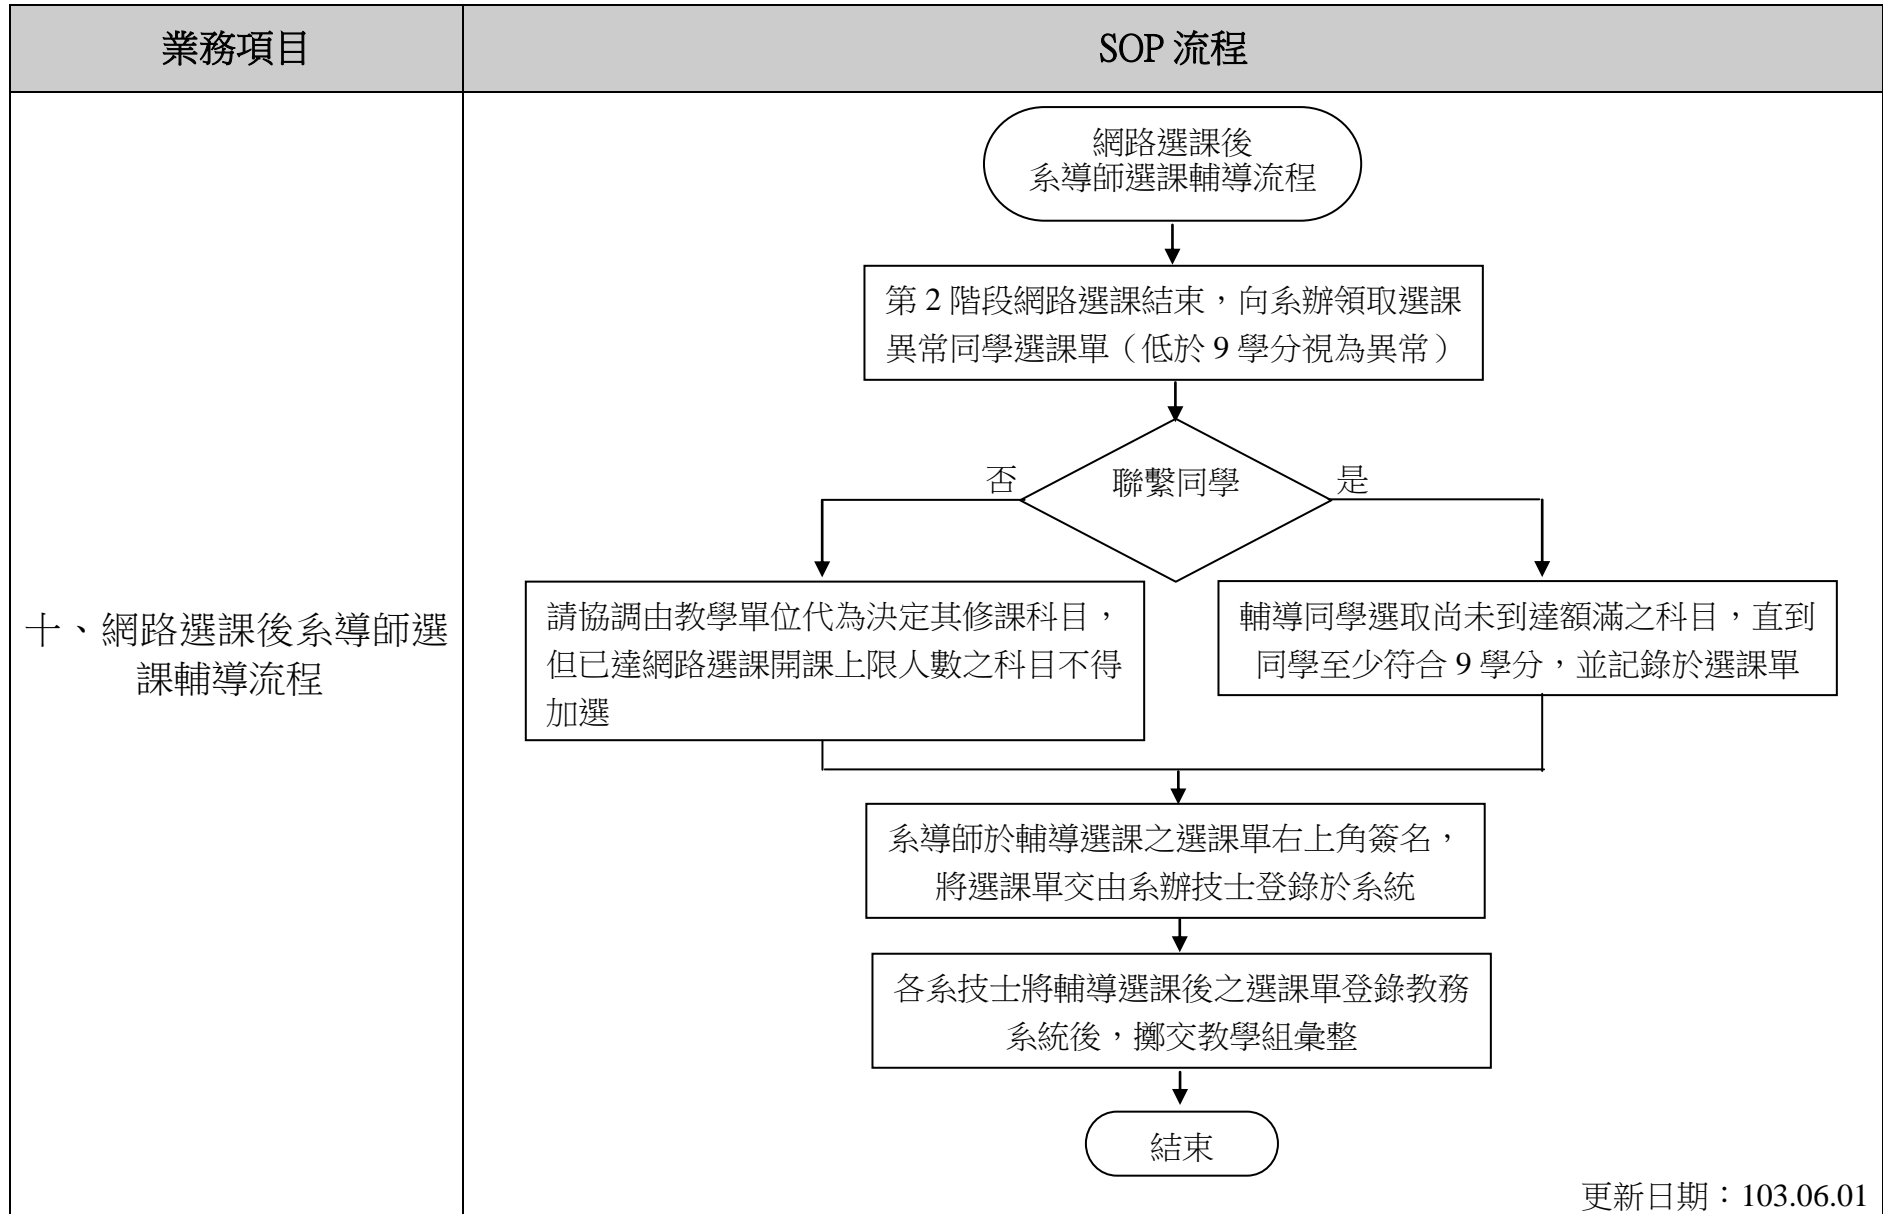 業務項目
SOP 流程
十、網路選課後系導師選
課輔導流程
網路選課後
系導師選課輔導流程
第 2 階段網路選課結束，向系辦領取選課
異常同學選課單（低於 9 學分視為異常）
聯繫同學
否
是
請協調由教學單位代為決定其修課科目，
但已達網路選課開課上限人數之科目不得
加選
輔導同學選取尚未到達額滿之科目，直到
同學至少符合 9 學分，並記錄於選課單
系導師於輔導選課之選課單右上角簽名，
將選課單交由系辦技士登錄於系統
各系技士將輔導選課後之選課單登錄教務
系統後，擲交教學組彙整
結束
更新日期：103.06.01